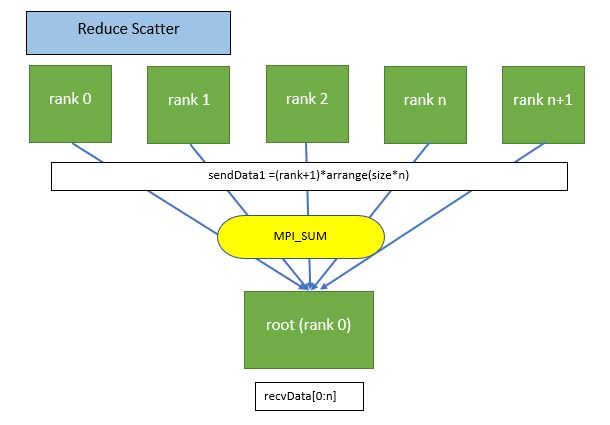 Reduce Scatter
rank 0
rank 1
rank 2
rank n
rank n+1
sendData1 =(rank+1)*arrange(size*n)
MPI_SUM
root (rank 0)
recvData[0:n]